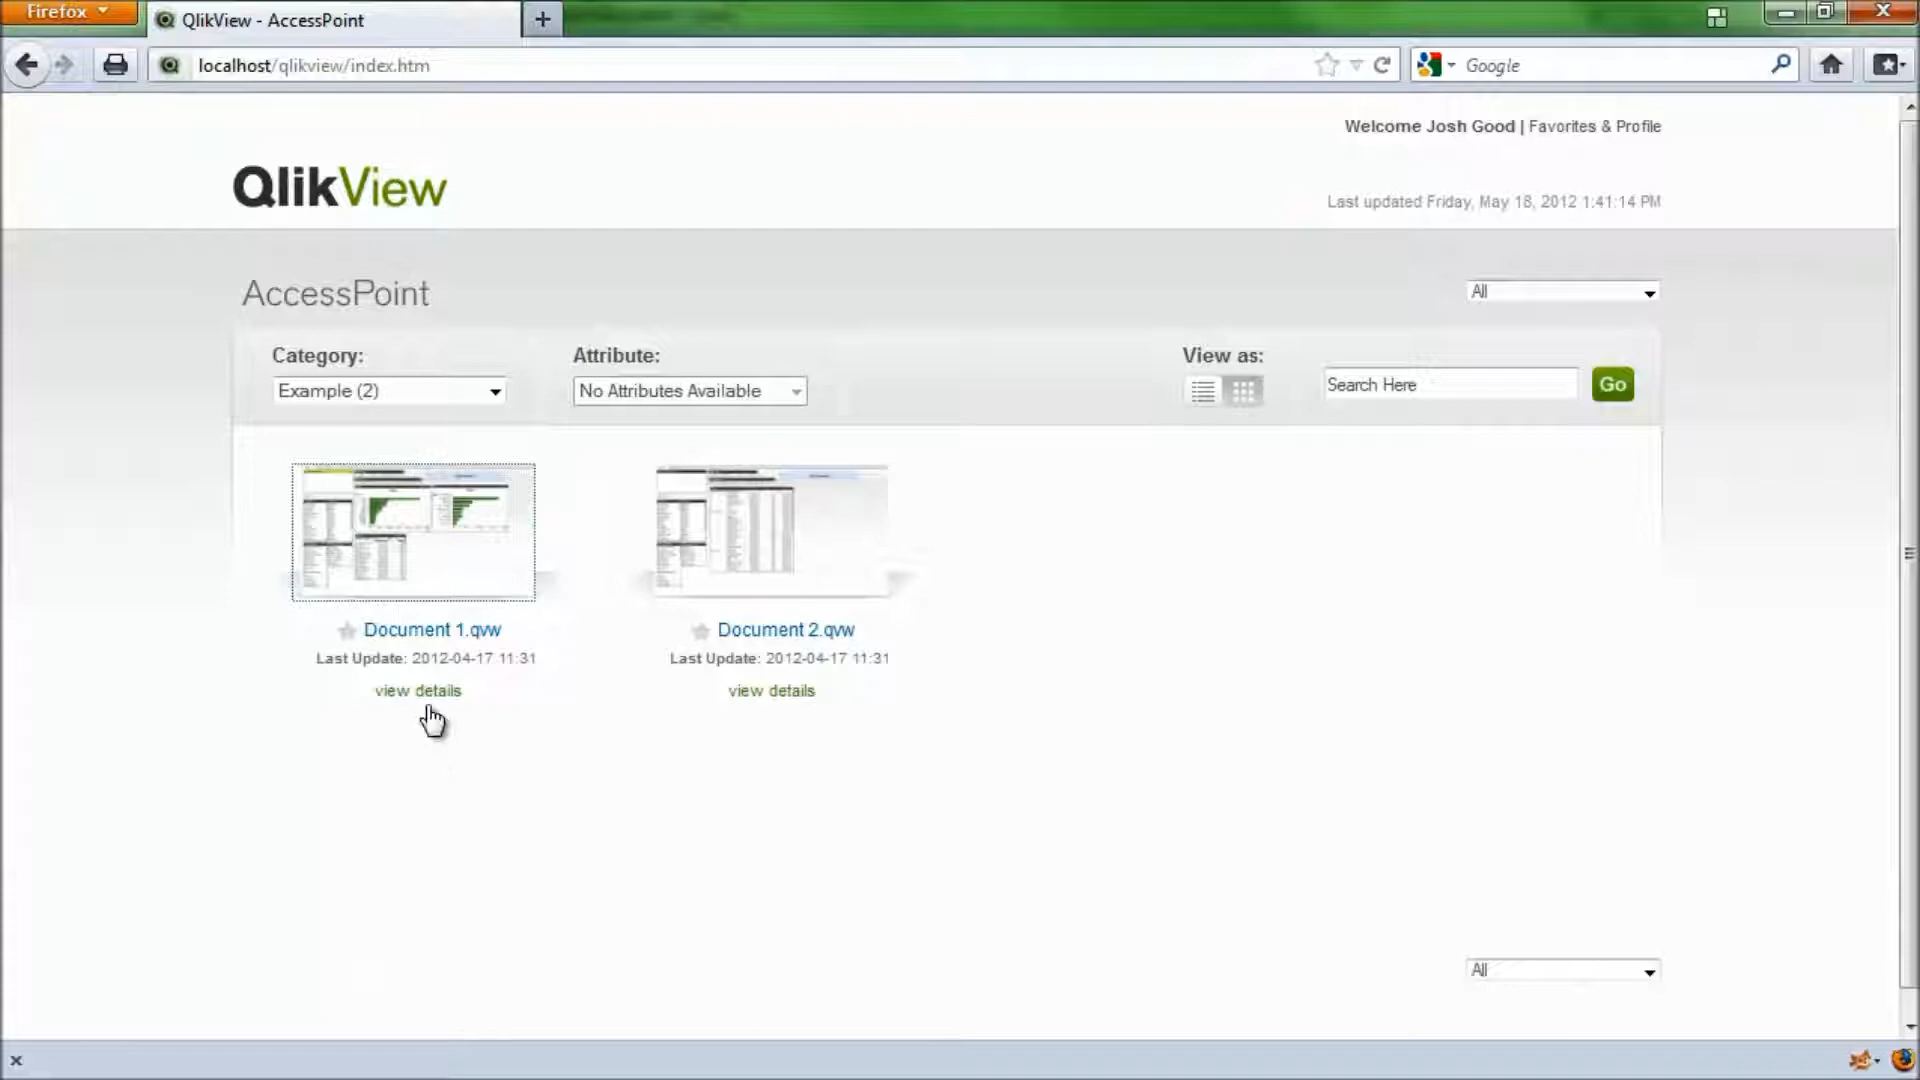 Firefox
QlikView - AccessPoint
localhost/qlikview/index.htm
Google
Welcome Josh Good | Favorites & Profile
QlikView
Last updated Friday, May 18, 2012 1:41:14 PM
AccessPoint
All
Category:
Attribute:
View as:
Example (2)
No Attributes Available
Search Here
Go
Document 1.qvw
Document 2.qvw
Last Update: 2012-04-17 11:31
Last Update: 2012-04-17 11:31
view details
view details
All